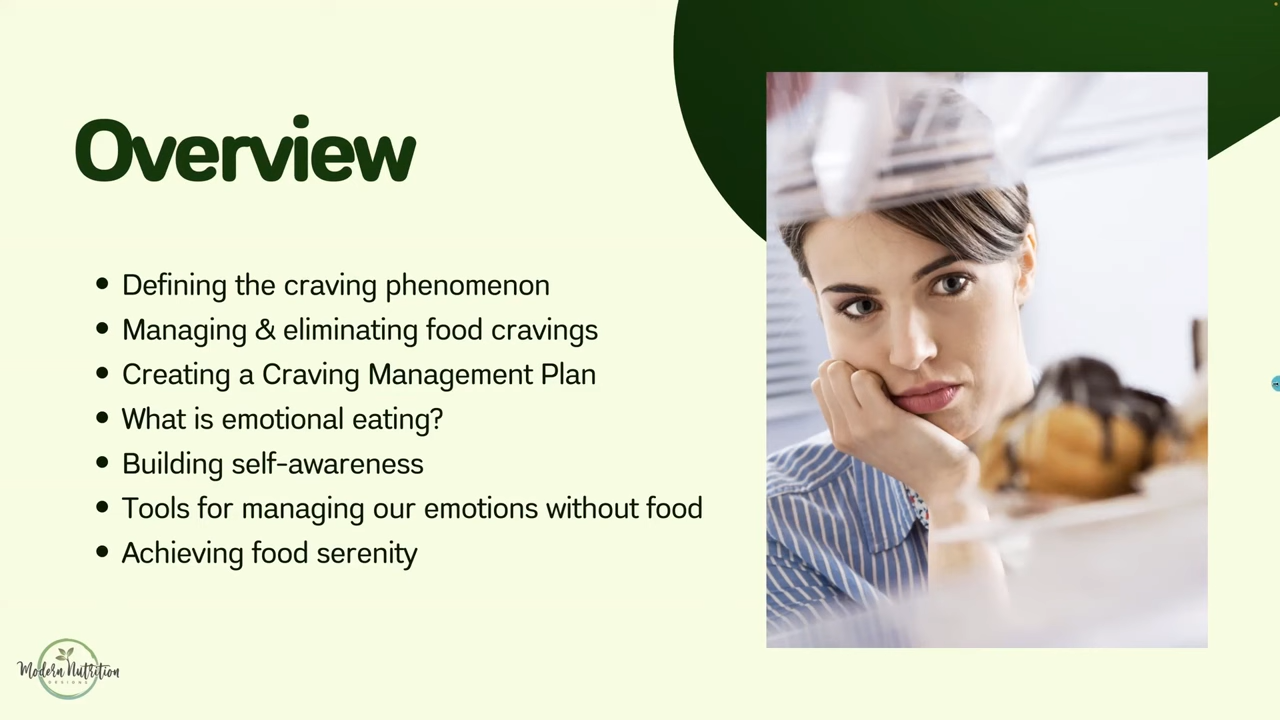 Overview
• Defining the craving phenomenon
• Managing & eliminating food cravings
• Creating a Craving Management Plan
• What is emotional eating?
• Building self-awareness
• Tools for managing our emotions without food
• Achieving food serenity
Modern Nutrition
DESIGNS